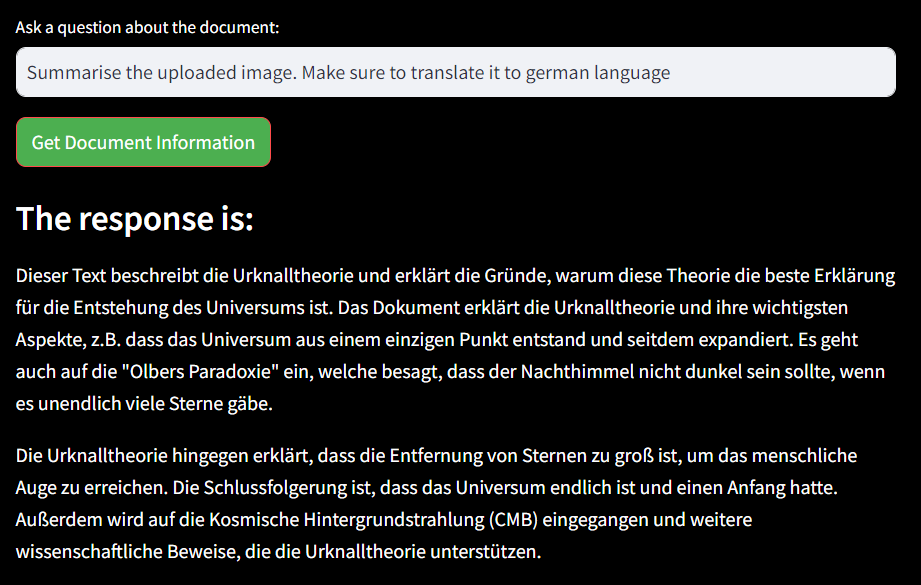 Ask a question about the document:
Summarise the uploaded image. Make sure to translate it to german language
Get Document Information
The response is:
Dieser Text beschreibt die Urknalltheorie und erklärt die Gründe, warum diese Theorie die beste Erklärung
für die Entstehung des Universums ist. Das Dokument erklärt die Urknalltheorie und ihre wichtigsten
Aspekte, z.B. dass das Universum aus einem einzigen Punkt entstand und seitdem expandiert. Es geht
auch auf die "Olbers Paradoxie" ein, welche besagt, dass der Nachthimmel nicht dunkel sein sollte, wenn
es unendlich viele Sterne gäbe.
Die Urknalltheorie hingegen erklärt, dass die Entfernung von Sternen zu groß ist, um das menschliche
Auge zu erreichen. Die Schlussfolgerung ist, dass das Universum endlich ist und einen Anfang hatte.
Außerdem wird auf die Kosmische Hintergrundstrahlung (CMB) eingegangen und weitere
wissenschaftliche Beweise, die die Urknalltheorie unterstützen.